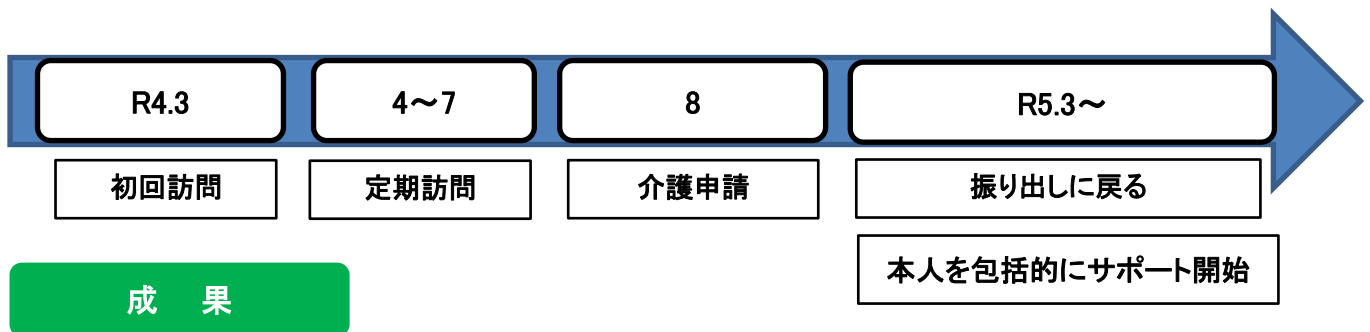 R4.3
4～7
8
R5.3～
初回訪問
定期訪問
介護申請
振り出しに戻る
本人を包括的にサポート開始
成　果